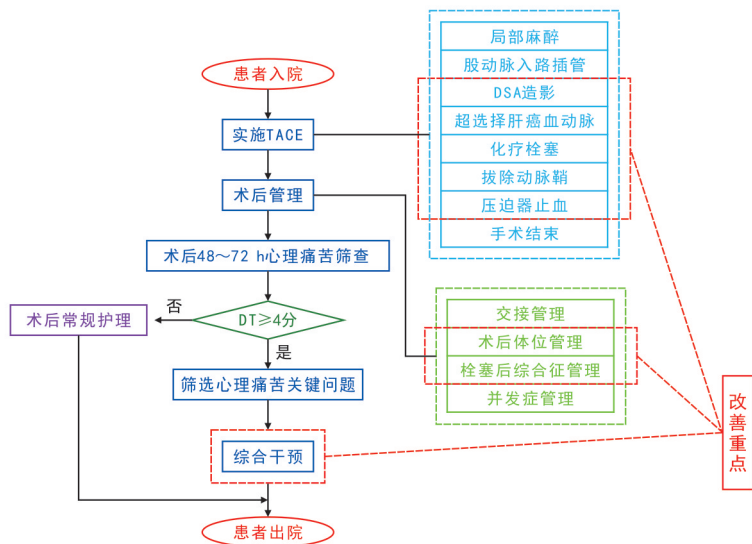 患者入院
实施TACE
术后管理
术后48～72 h心理痛苦筛查
DT≥4分
否
术后常规护理
是
筛选心理痛苦关键问题
综合干预
患者出院
局部麻醉
股动脉入路插管
DSA造影
超选择肝癌血动脉
化疗栓塞
拔除动脉鞘
压迫器止血
手术结束
交接管理
术后体位管理
栓塞后综合征管理
并发症管理
改善重点